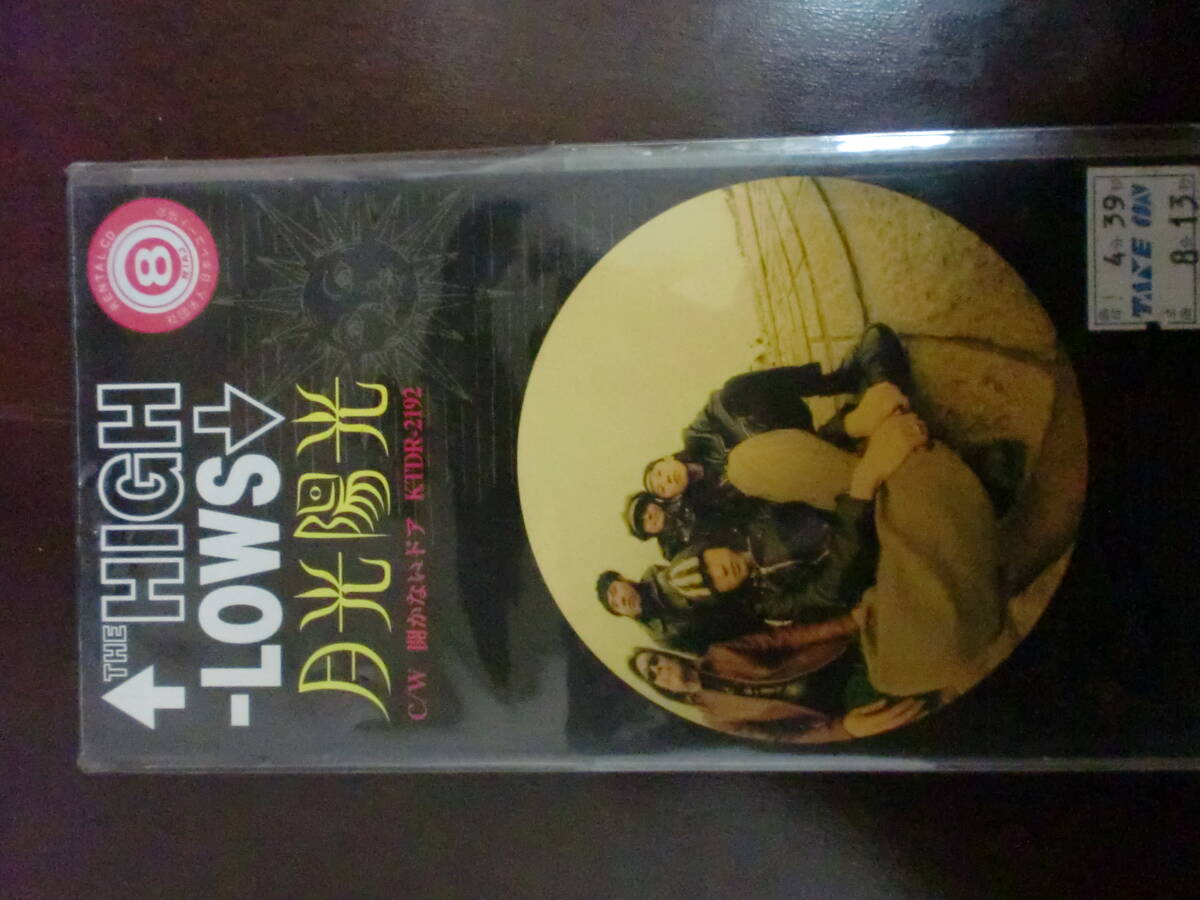 RENTAL CD
8
↑THE HIGH
-LOWS↓
月光陽光
C/W 開かないドア KTDR-2192
4分39秒
TAKE ON
8分13秒